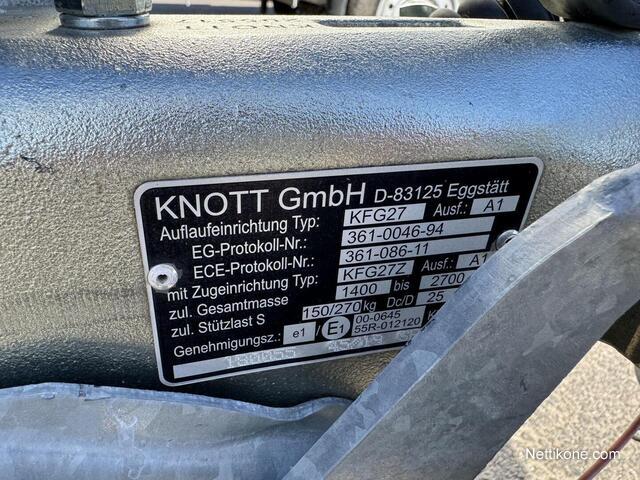 KNOTT GmbH D-83125 Eggstätt
Auflaufeinrichtung Typ: KFG27 Ausf.: A1
EG-Protokoll-Nr.: 361-0046-94
ECE-Protokoll-Nr.: 361-086-11
mit Zugeinrichtung Typ: KFG27Z Ausf.: A1
zul. Gesamtmasse 1400 bis 2700
zul. Stützlast S 150/270 kg Dc/D 25
Genehmigungsz.: e1 / E1 00-0645
55R-012120
Nettikone.com